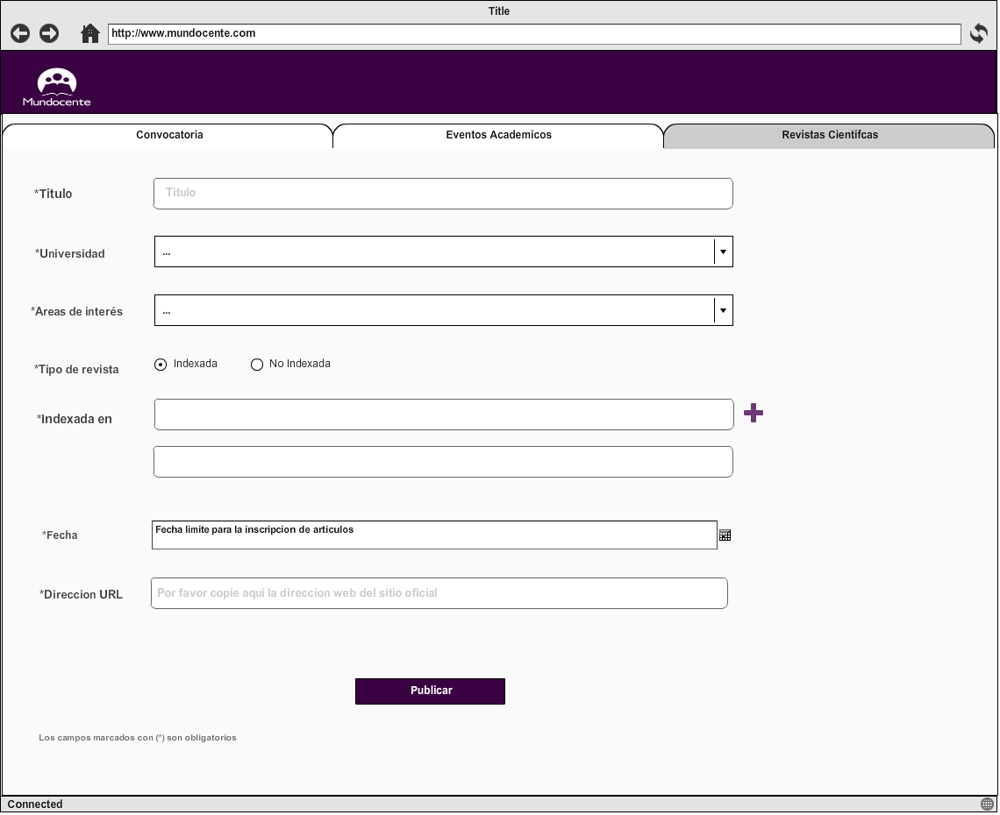 Title
http://www.mundocente.com
Mundocente
Convocatoria
Eventos Academicos
Revistas Cientifcas
*Titulo
Titulo
*Universidad
...
*Areas de interés
...
*Tipo de revista
Indexada
No Indexada
*Indexada en
*Fecha
Fecha limite para la inscripcion de articulos
*Direccion URL
Por favor copie aquí la direccion web del sitio oficial
Publicar
Los campos marcados con (*) son obligatorios
Connected